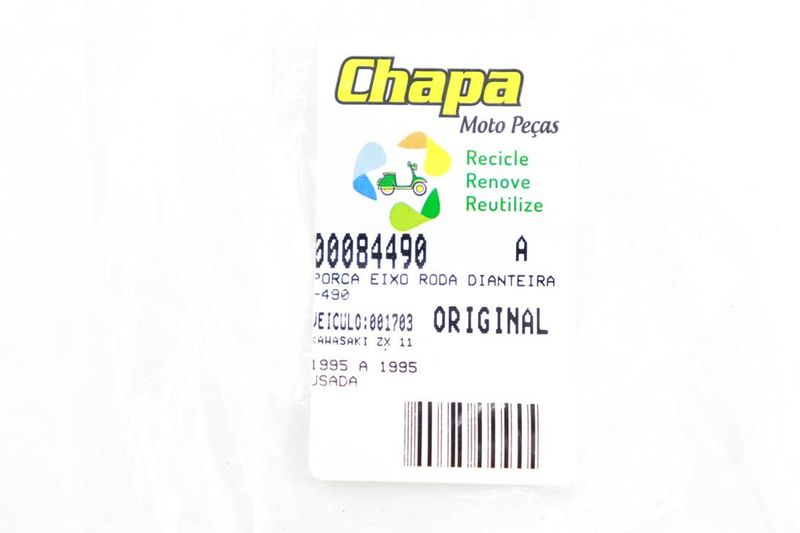 Chapa
Moto Peças
Recicle
Renove
Reutilize
00084490 A
PORCA EIXO RODA DIANTEIRA
-490
VEICULO:001703 ORIGINAL
KAWASAKI ZX 11
1995 A 1995
USADA